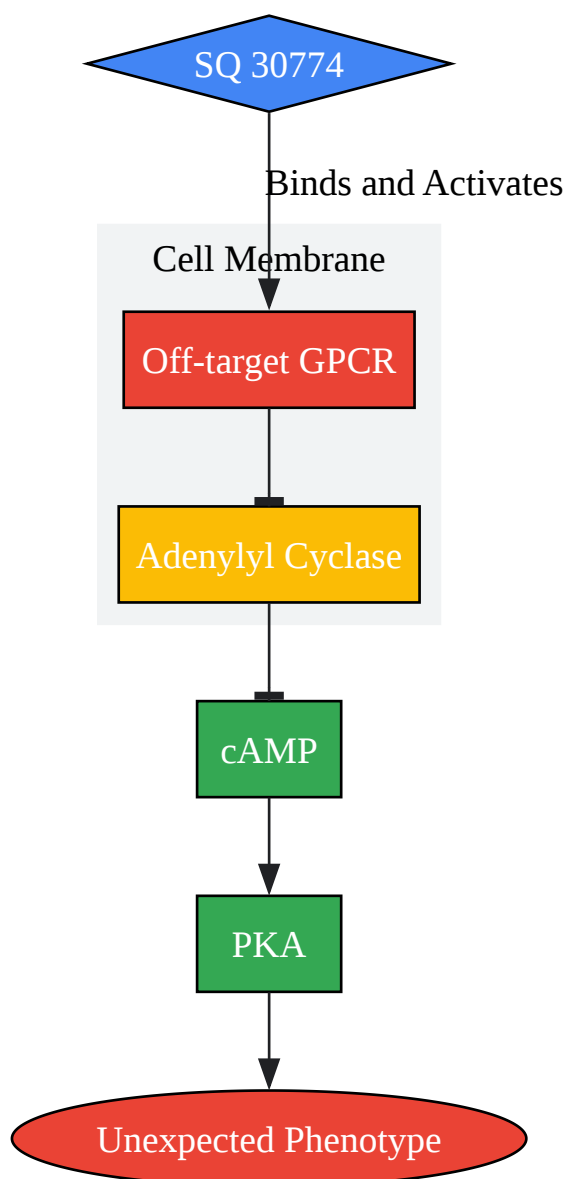 SQ 30774
Binds and Activates
Cell Membrane
Off-target GPCR
Adenylyl Cyclase
cAMP
PKA
Unexpected Phenotype